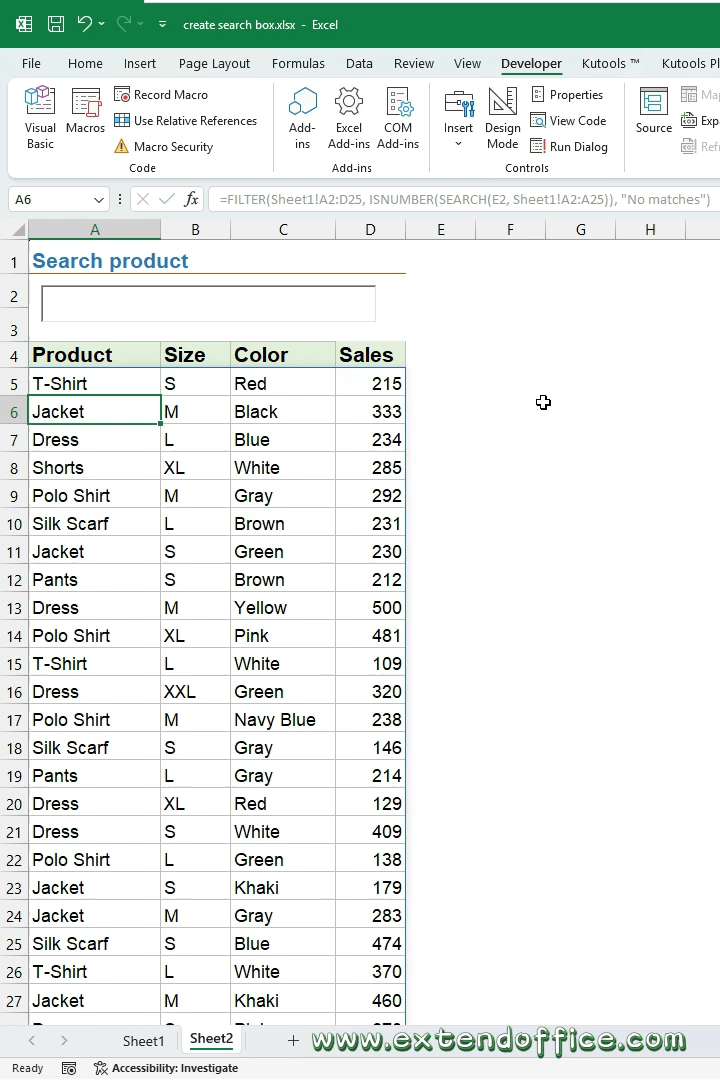 create search box.xlsx - Excel
File Home Insert Page Layout Formulas Data Review View Developer Kutools ™ Kutools Pl
Visual Basic
Macros
Record Macro
Use Relative References
Macro Security
Code
Add-ins
Excel Add-ins
COM Add-ins
Add-ins
Insert
Design Mode
Properties
View Code
Run Dialog
Controls
Source
Ma
Expa
Refr
A6 fx =FILTER(Sheet1!A2:D25, ISNUMBER(SEARCH(E2, Sheet1!A2:A25)), "No matches")
A B C D E F G H
1 Search product
2
3
4 Product Size Color Sales
5 T-Shirt S Red 215
6 Jacket M Black 333
7 Dress L Blue 234
8 Shorts XL White 285
9 Polo Shirt M Gray 292
10 Silk Scarf L Brown 231
11 Jacket S Green 230
12 Pants S Brown 212
13 Dress M Yellow 500
14 Polo Shirt XL Pink 481
15 T-Shirt L White 109
16 Dress XXL Green 320
17 Polo Shirt M Navy Blue 238
18 Silk Scarf S Gray 146
19 Pants L Gray 214
20 Dress XL Red 129
21 Dress S White 409
22 Polo Shirt L Green 138
23 Jacket S Khaki 179
24 Jacket M Gray 283
25 Silk Scarf S Blue 474
26 T-Shirt L White 370
27 Jacket M Khaki 460
Sheet1 Sheet2 www.extendoffice.com
Ready Accessibility: Investigate